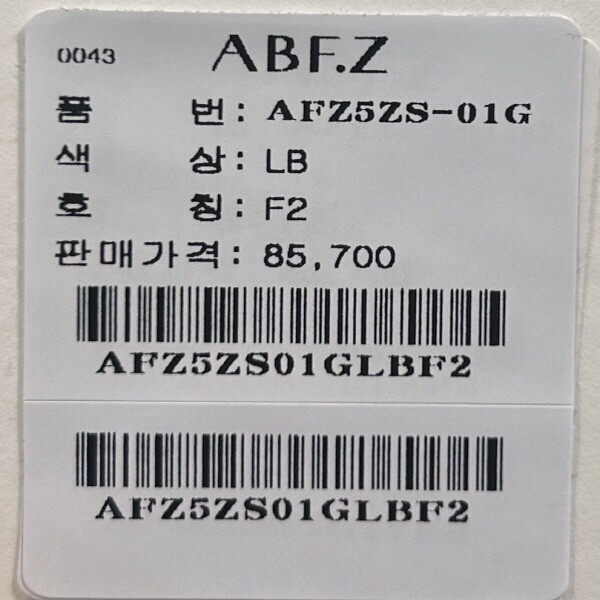 0043 ABF.Z
품 번: AFZ5ZS-01G
색 상: LB
호 칭: F2
판매가격: 85,700
AFZ5ZS01GLBF2
AFZ5ZS01GLBF2